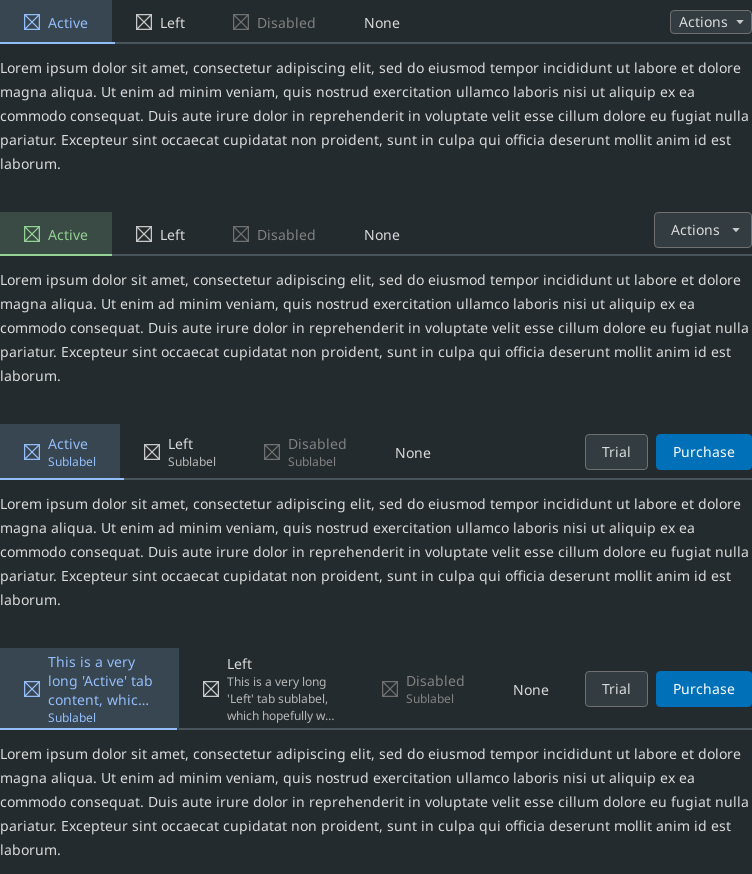 Active Left Disabled None Actions
Lorem ipsum dolor sit amet, consectetur adipiscing elit, sed do eiusmod tempor incididunt ut labore et dolore
magna aliqua. Ut enim ad minim veniam, quis nostrud exercitation ullamco laboris nisi ut aliquip ex ea
commodo consequat. Duis aute irure dolor in reprehenderit in voluptate velit esse cillum dolore eu fugiat nulla
pariatur. Excepteur sint occaecat cupidatat non proident, sunt in culpa qui officia deserunt mollit anim id est
laborum.
Active Left Disabled None Actions
Lorem ipsum dolor sit amet, consectetur adipiscing elit, sed do eiusmod tempor incididunt ut labore et dolore
magna aliqua. Ut enim ad minim veniam, quis nostrud exercitation ullamco laboris nisi ut aliquip ex ea
commodo consequat. Duis aute irure dolor in reprehenderit in voluptate velit esse cillum dolore eu fugiat nulla
pariatur. Excepteur sint occaecat cupidatat non proident, sunt in culpa qui officia deserunt mollit anim id est
laborum.
Active
Sublabel
Left
Sublabel
Disabled
Sublabel
None
Trial
Purchase
Lorem ipsum dolor sit amet, consectetur adipiscing elit, sed do eiusmod tempor incididunt ut labore et dolore
magna aliqua. Ut enim ad minim veniam, quis nostrud exercitation ullamco laboris nisi ut aliquip ex ea
commodo consequat. Duis aute irure dolor in reprehenderit in voluptate velit esse cillum dolore eu fugiat nulla
pariatur. Excepteur sint occaecat cupidatat non proident, sunt in culpa qui officia deserunt mollit anim id est
laborum.
This is a very
long 'Active' tab
content, whic…
Sublabel
Left
This is a very long
'Left' tab sublabel,
which hopefully w…
Disabled
Sublabel
None
Trial
Purchase
Lorem ipsum dolor sit amet, consectetur adipiscing elit, sed do eiusmod tempor incididunt ut labore et dolore
magna aliqua. Ut enim ad minim veniam, quis nostrud exercitation ullamco laboris nisi ut aliquip ex ea
commodo consequat. Duis aute irure dolor in reprehenderit in voluptate velit esse cillum dolore eu fugiat nulla
pariatur. Excepteur sint occaecat cupidatat non proident, sunt in culpa qui officia deserunt mollit anim id est
laborum.